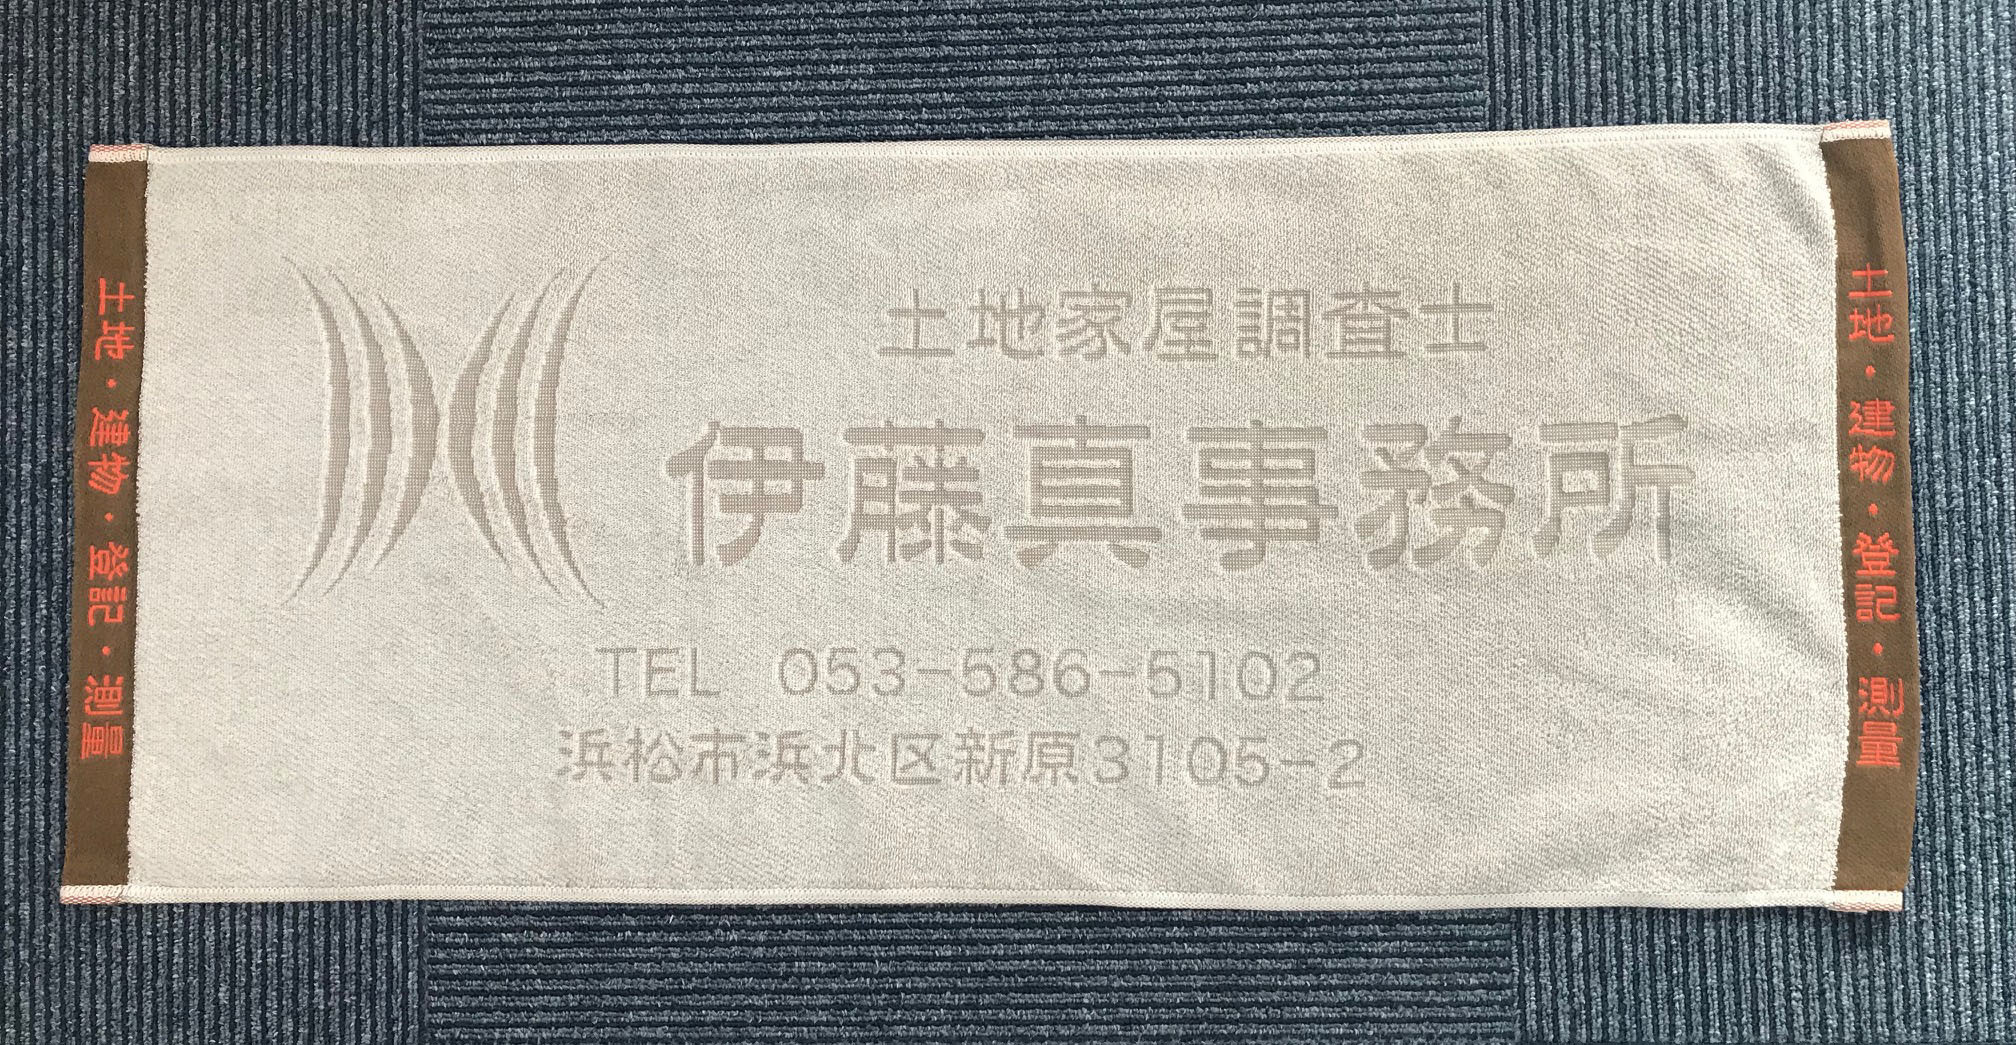 土地・建物・登記・測量
土地家屋調査士
伊藤真事務所
TEL 053-586-5102
浜松市浜北区新原3105-2
土地・建物・登記・測量